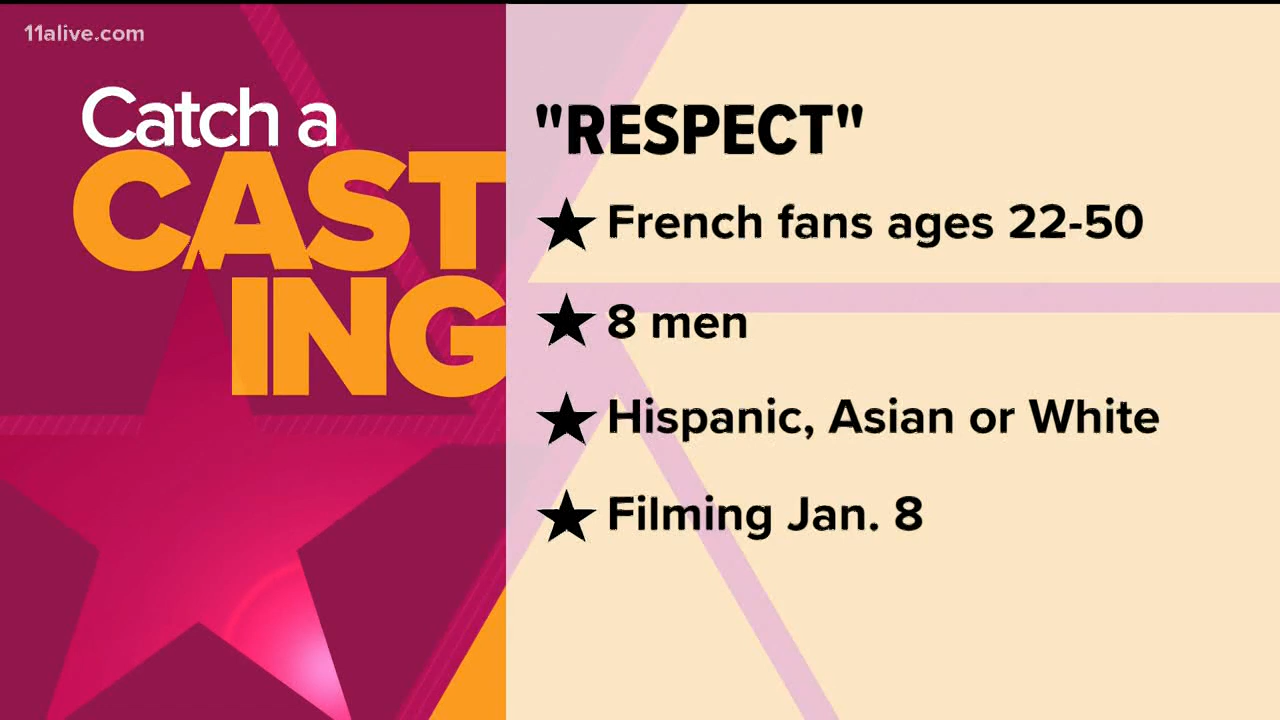 11alive.com
Catch a
CAST
ING
"RESPECT"
★ French fans ages 22-50
★ 8 men
★ Hispanic, Asian or White
★ Filming Jan. 8